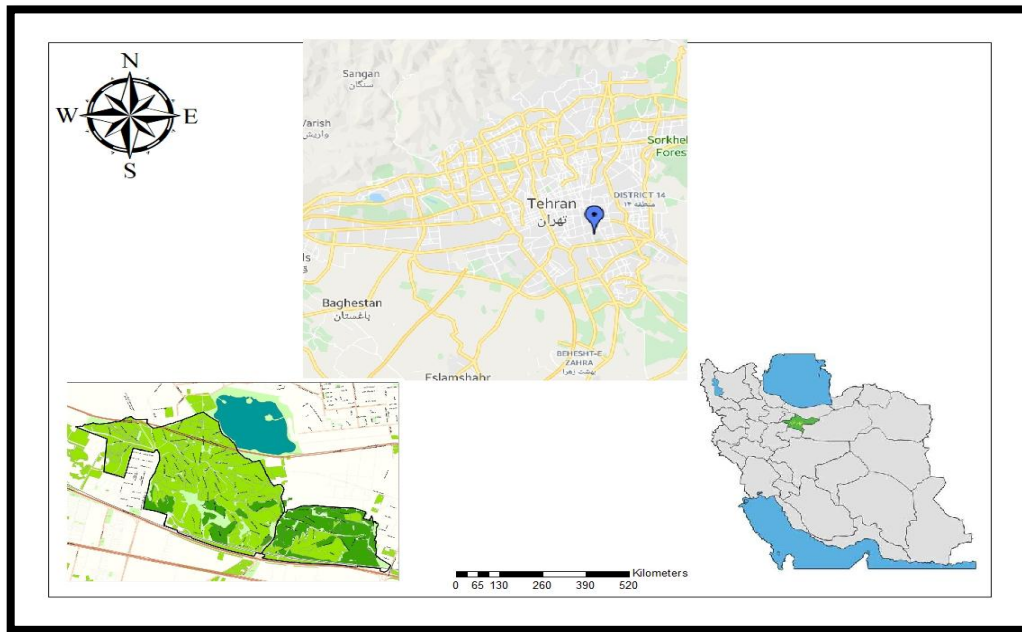 N
W E
S
Sangan
سنگان
Varish
واریش
Sorkheh
Fores
DISTRICT 14
منطقه ۱۴
Tehran
تهران
ls
Baghestan
باغستان
BEHESHT-E
ZAHRA
بهشت زهرا
Eslamshahr
Kilometers
0 65 130 260 390 520